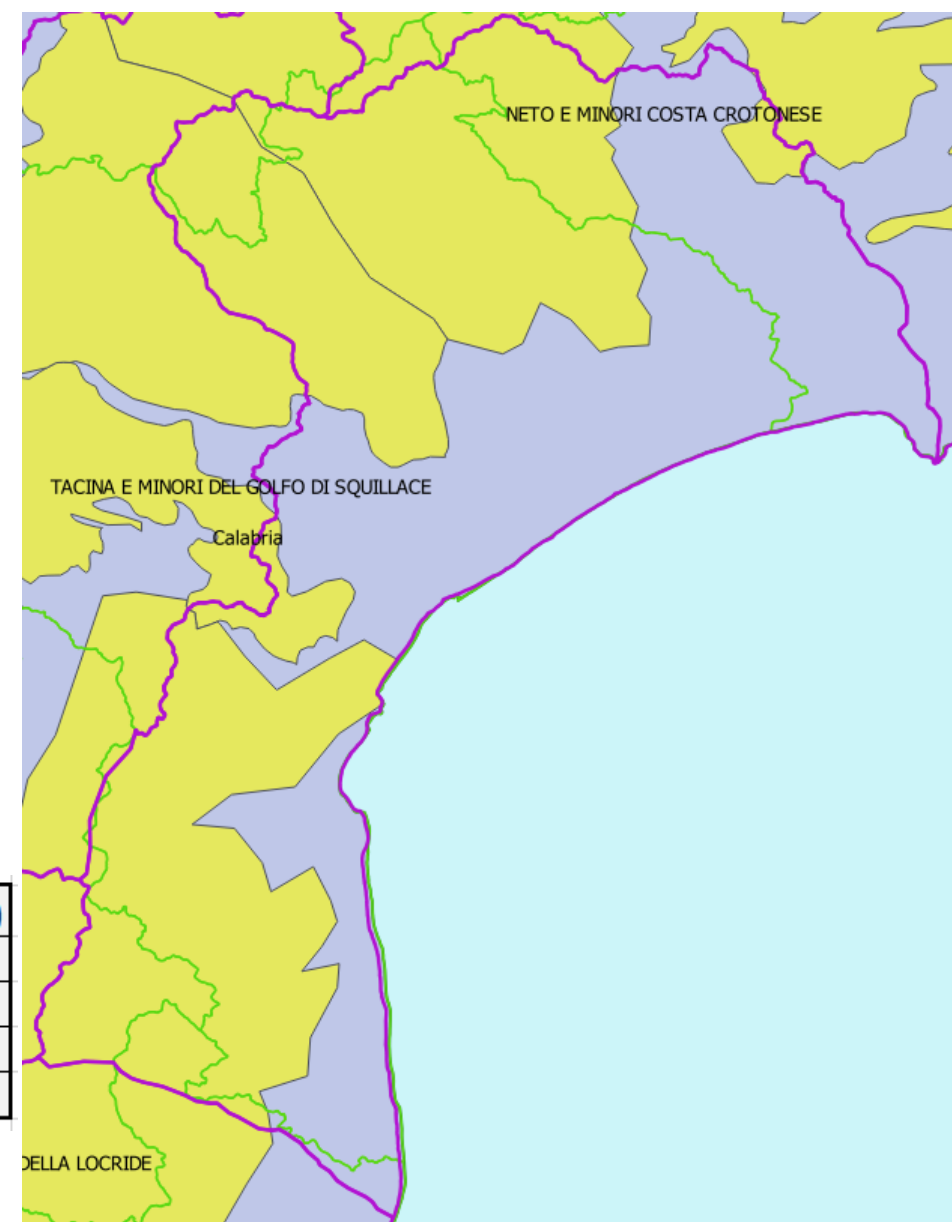 NETO E MINORI COSTA CROTONESE
TACINA E MINORI DEL GOLFO DI SQUILLACE
Calabria
DELLA LOCRIDE